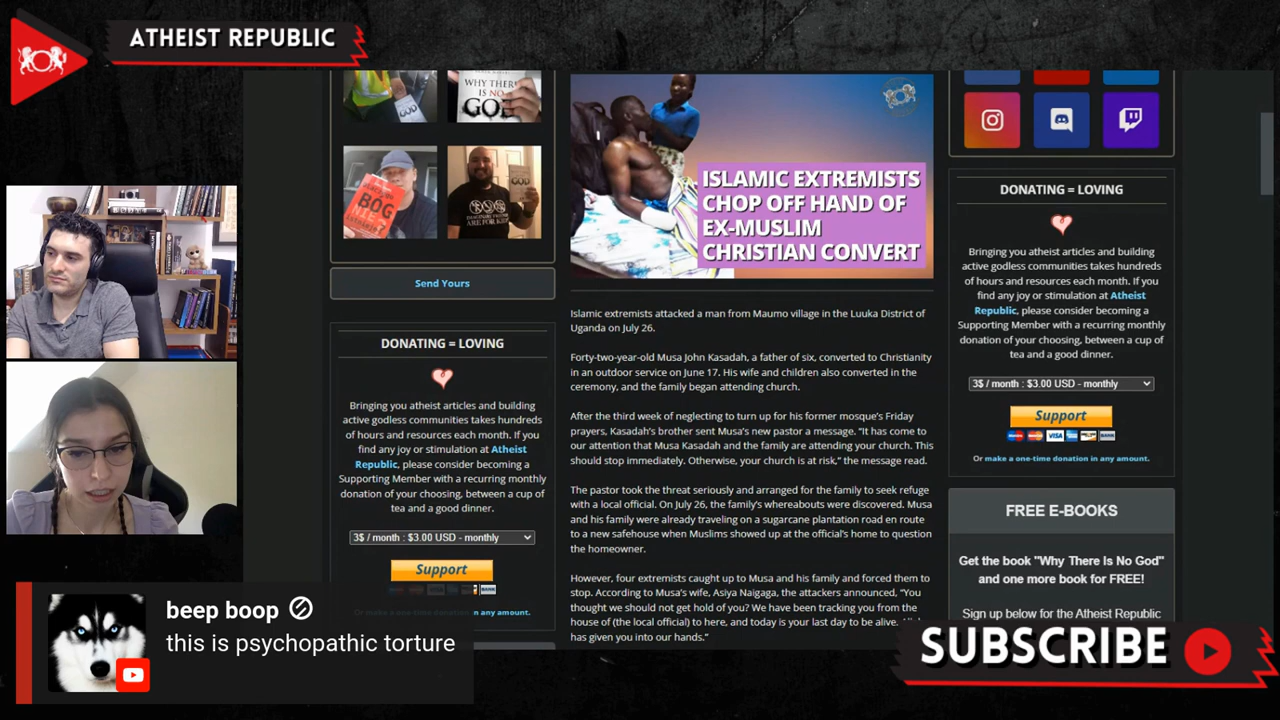 ATHEIST REPUBLIC
WHY THERE
IS NO
GOD
BOG
GOD
Send Yours
DONATING = LOVING
Bringing you atheist articles and building
active godless communities takes hundreds
of hours and resources each month. If you
find any joy or stimulation at Atheist
Republic, please consider becoming a
Supporting Member with a recurring monthly
donation of your choosing, between a cup of
tea and a good dinner.
3$ / month : $3.00 USD - monthly
Support
in any amount.
ISLAMIC EXTREMISTS
CHOP OFF HAND OF
EX-MUSLIM
CHRISTIAN CONVERT
Islamic extremists attacked a man from Maumo village in the Luuka District of
Uganda on July 26.
Forty-two-year-old Musa John Kasadah, a father of six, converted to Christianity
in an outdoor service on June 17. His wife and children also converted in the
ceremony, and the family began attending church.
After the third week of neglecting to turn up for his former mosque's Friday
prayers, Kasadah's brother sent Musa's new pastor a message. "It has come to
our attention that Musa Kasadah and the family are attending your church. This
should stop immediately. Otherwise, your church is at risk," the message read.
The pastor took the threat seriously and arranged for the family to seek refuge
with a local official. On July 26, the family's whereabouts were discovered. Musa
and his family were already traveling on a sugarcane plantation road en route
to a new safehouse when Muslims showed up at the official's home to question
the homeowner.
However, four extremists caught up to Musa and his family and forced them to
stop. According to Musa's wife, Asiya Naigaga, the attackers announced, "You
thought we should not get hold of you? We have been tracking you from the
house of (the local official) to here, and today is your last day to be alive.
has given you into our hands."
DONATING = LOVING
Bringing you atheist articles and building
active godless communities takes hundreds
of hours and resources each month. If you
find any joy or stimulation at Atheist
Republic, please consider becoming a
Supporting Member with a recurring monthly
donation of your choosing, between a cup of
tea and a good dinner.
3$ / month : $3.00 USD - monthly
Support
VISA
Or make a one-time donation in any amount.
FREE E-BOOKS
Get the book "Why There Is No God"
and one more book for FREE!
Sign up below for the Atheist Republic
beep boop
this is psychopathic torture
SUBSCRIBE